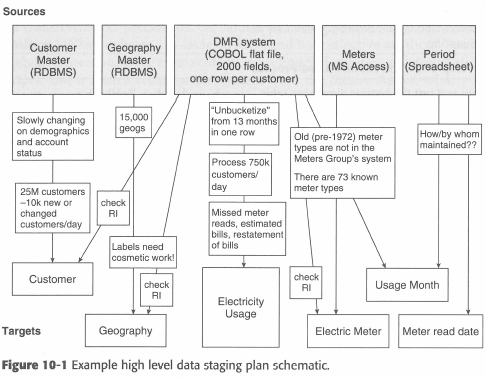 Sources
Customer
Master
(RDBMS)
Geography
Master
(RDBMS)
DMR system
(COBOL flat file,
2000 fields,
one row per customer)
Meters
(MS Access)
Period
(Spreadsheet)
Slowly changing
on demographics
and account
status
15,000
geogs
"Unbucketize"
from 13 months
in one row
Old (pre-1972) meter
types are not in the
Meters Group's system
There are 73 known
meter types
How/by whom
maintained??
Process 750k
customers/
day
25M customers
~10k new or
changed
customers/day
check
RI
Missed meter
reads, estimated
bills, restatement
of bills
Labels need
cosmetic work!
check
RI
check
RI
Customer
Electricity
Usage
Usage Month
Targets
Geography
Electric Meter
Meter read date
Figure 10-1 Example high level data staging plan schematic.